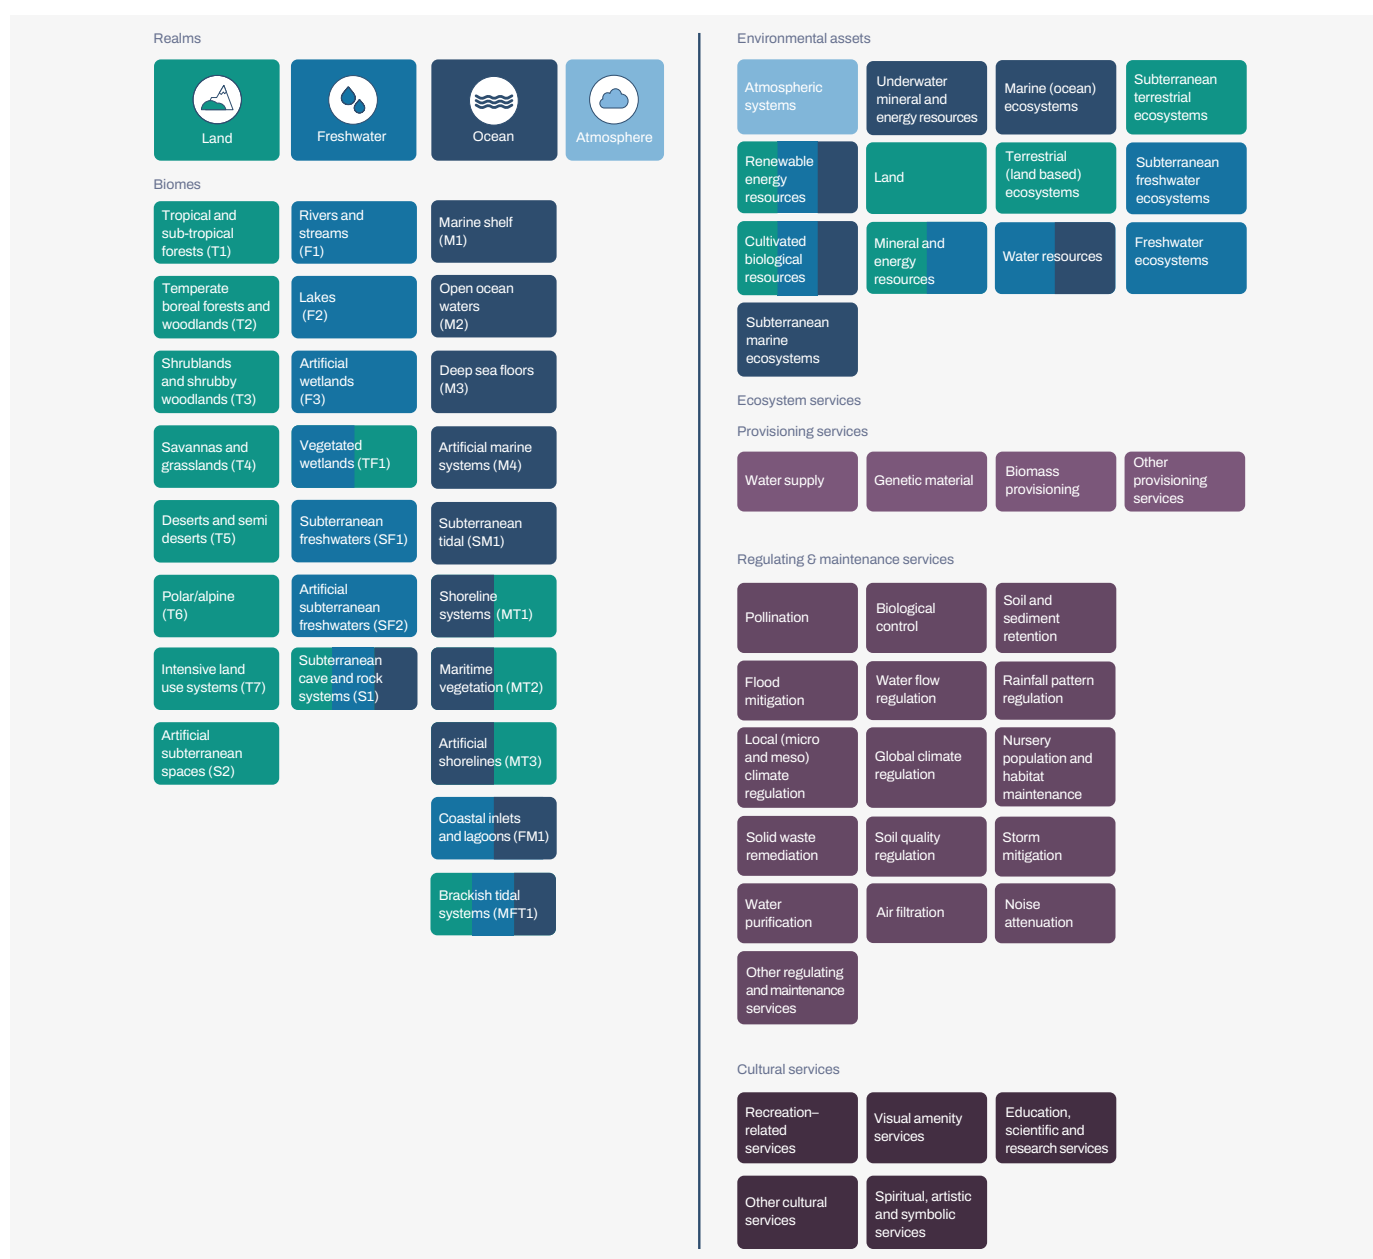 Realms
Land
Freshwater
Ocean
Atmosphere
Biomes
Tropical and
sub-tropical
forests (T1)
Rivers and
streams
(F1)
Marine shelf
(M1)
Temperate
boreal forests and
woodlands (T2)
Lakes
(F2)
Open ocean
waters
(M2)
Shrublands
and shrubby
woodlands (T3)
Artificial
wetlands
(F3)
Deep sea floors
(M3)
Savannas and
grasslands (T4)
Vegetated
wetlands (TF1)
Artificial marine
systems (M4)
Deserts and semi
deserts (T5)
Subterranean
freshwaters (SF1)
Subterranean
tidal (SM1)
Polar/alpine
(T6)
Artificial
subterranean
freshwaters (SF2)
Shoreline
systems (MT1)
Intensive land
use systems (T7)
Subterranean
cave and rock
systems (S1)
Maritime
vegetation (MT2)
Artificial
subterranean
spaces (S2)
Artificial
shorelines (MT3)
Coastal inlets
and lagoons (FM1)
Brackish tidal
systems (MFT1)
Environmental assets
Atmospheric
systems
Underwater
mineral and
energy resources
Marine (ocean)
ecosystems
Subterranean
terrestrial
ecosystems
Renewable
energy
resources
Land
Terrestrial
(land based)
ecosystems
Subterranean
freshwater
ecosystems
Cultivated
biological
resources
Mineral and
energy
resources
Water resources
Freshwater
ecosystems
Subterranean
marine
ecosystems
Ecosystem services
Provisioning services
Water supply
Genetic material
Biomass
provisioning
Other
provisioning
services
Regulating & maintenance services
Pollination
Biological
control
Soil and
sediment
retention
Flood
mitigation
Water flow
regulation
Rainfall pattern
regulation
Local (micro
and meso)
climate
regulation
Global climate
regulation
Nursery
population and
habitat
maintenance
Solid waste
remediation
Soil quality
regulation
Storm
mitigation
Water
purification
Air filtration
Noise
attenuation
Other regulating
and maintenance
services
Cultural services
Recreation–
related
services
Visual amenity
services
Education,
scientific and
research services
Other cultural
services
Spiritual, artistic
and symbolic
services